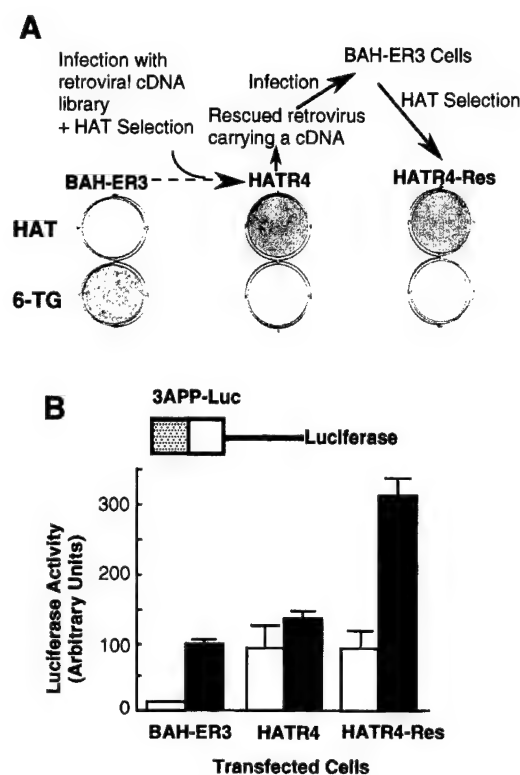 A
Infection with
retroviral cDNA
library
+ HAT Selection
Infection
BAH-ER3 Cells
HAT Selection
Rescued retrovirus
carrying a cDNA
BAH-ER3
HATR4
HATR4-Res
HAT
6-TG
B
3APP-Luc
Luciferase
Luciferase Activity
(Arbitrary Units)
300
200
100
0
BAH-ER3 HATR4 HATR4-Res
Transfected Cells